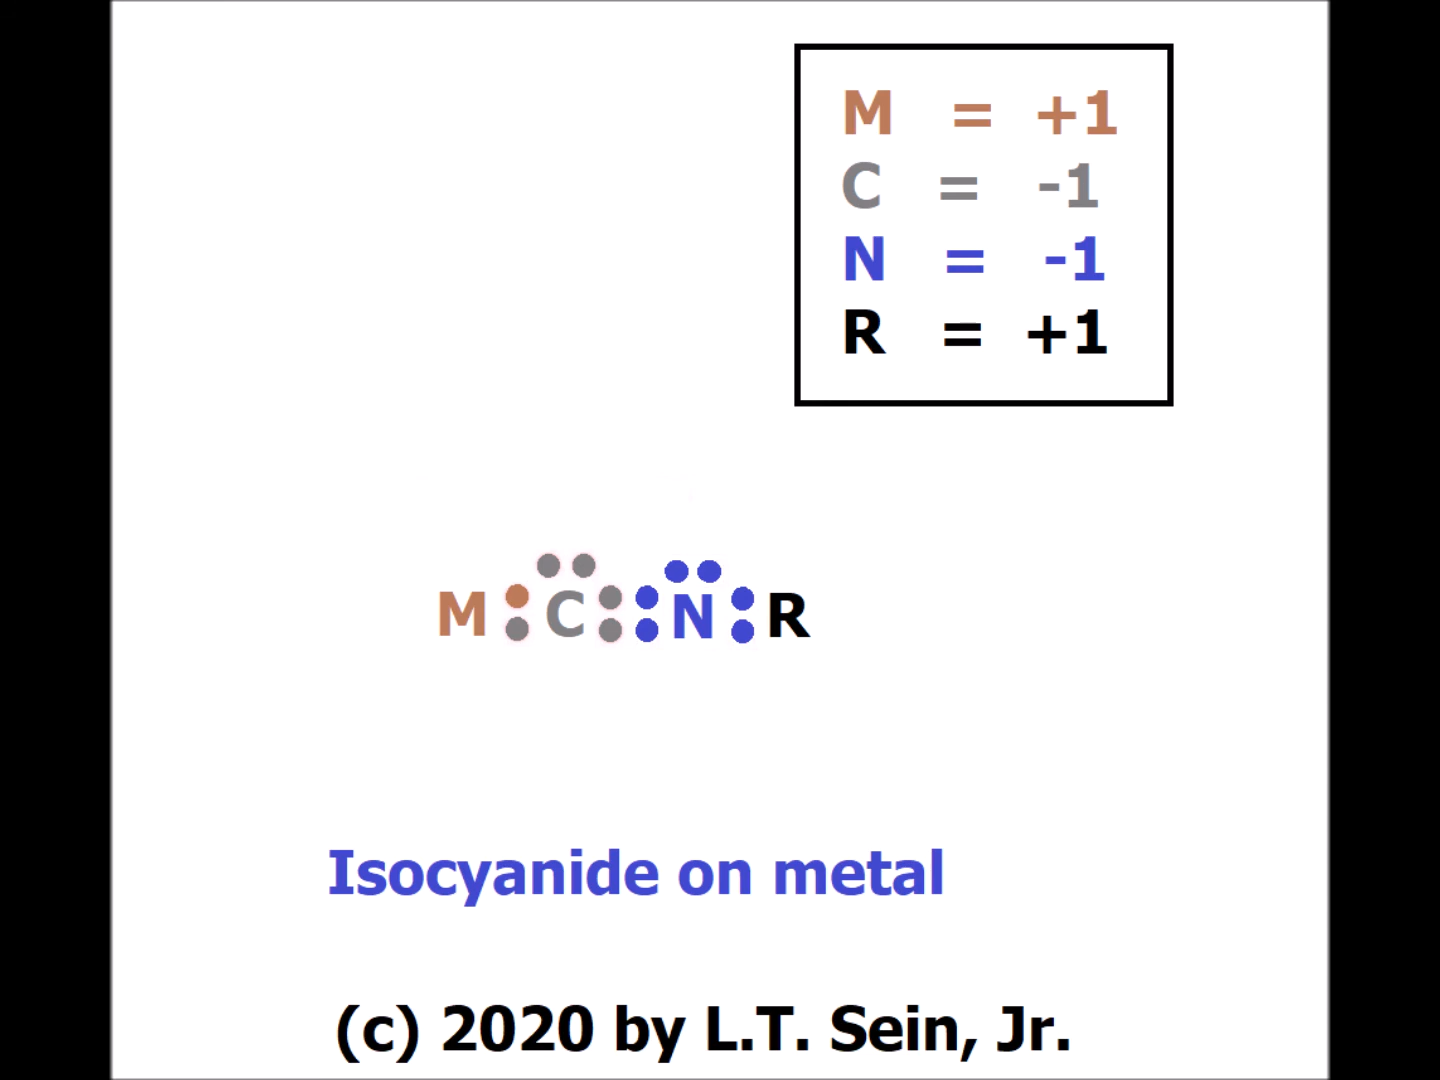 M = +1
C = -1
N = -1
R = +1
M C N R
Isocyanide on metal
(c) 2020 by L.T. Sein, Jr.